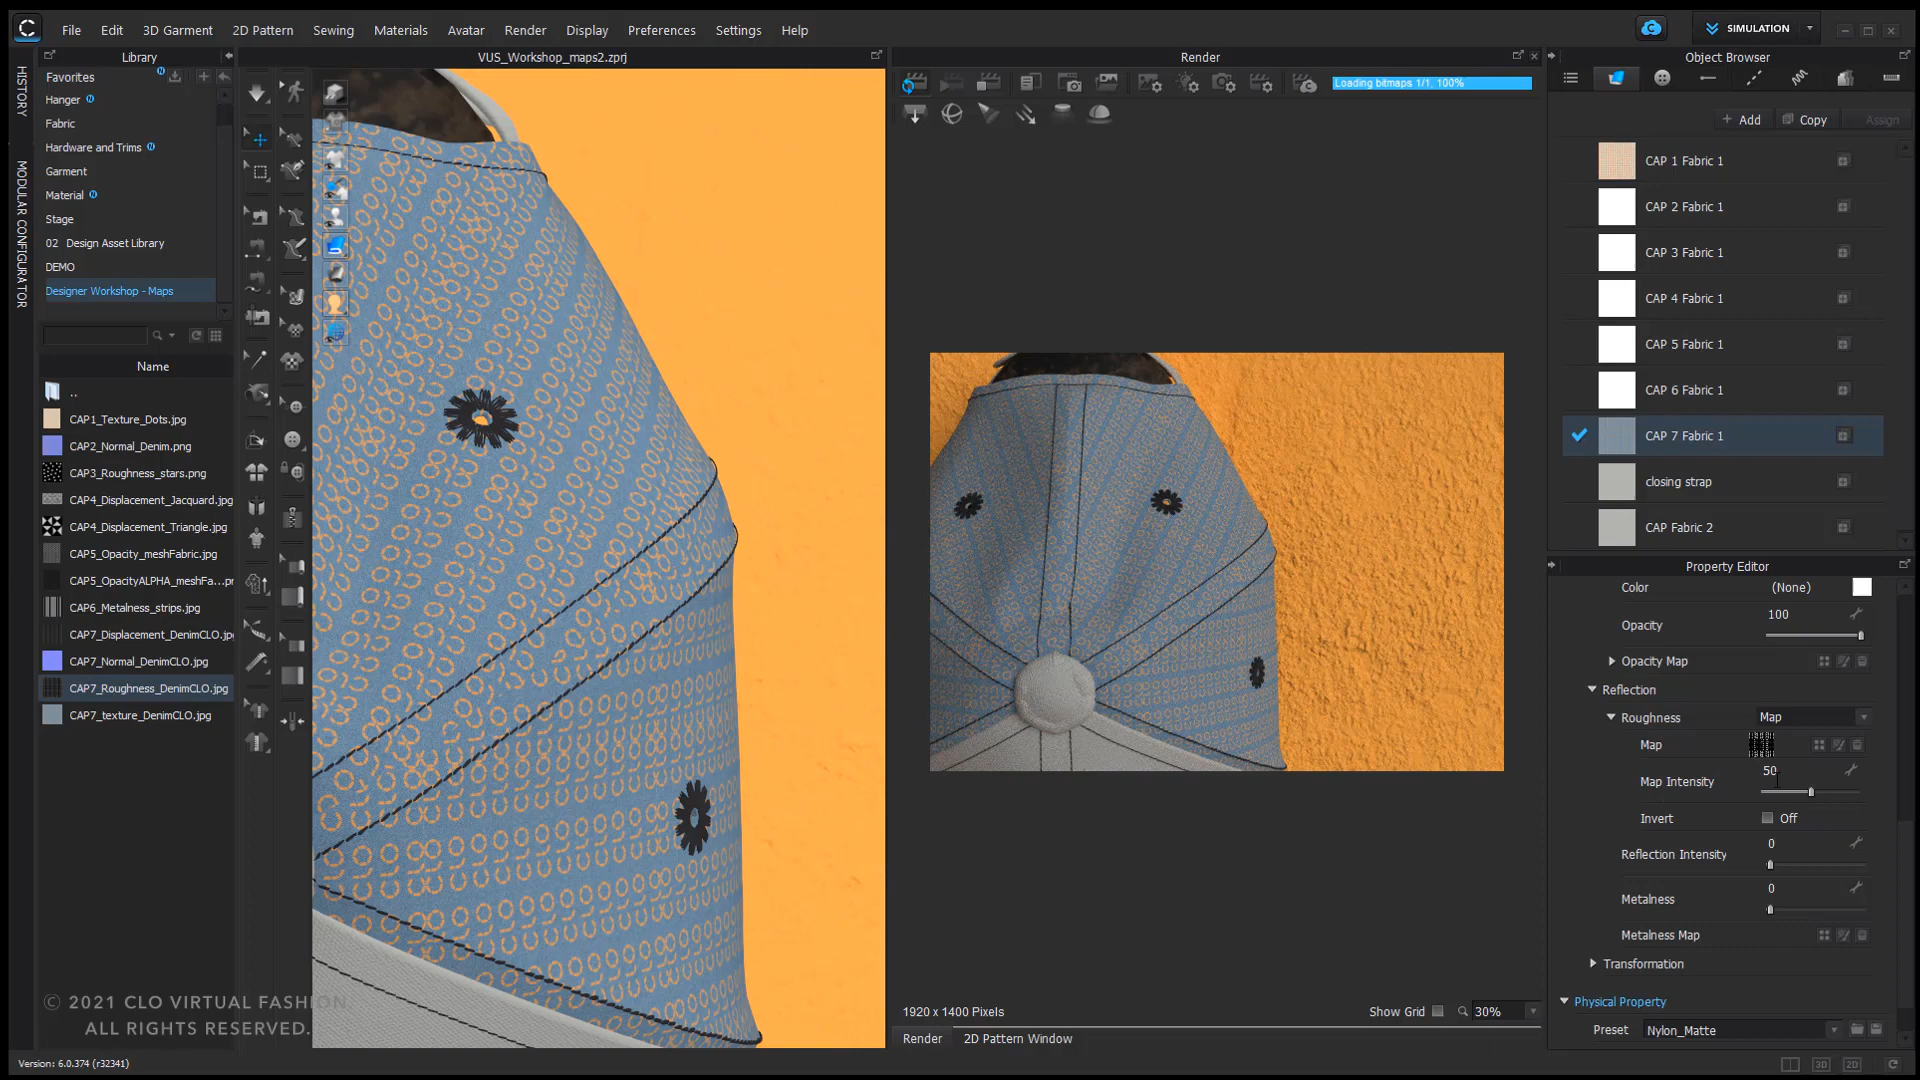 File Edit 3D Garment 2D Pattern Sewing Materials Avatar Render Display Preferences Settings Help
SIMULATION
Library
VUS_Workshop_maps2.zprj
Render
Object Browser
HISTORY
MODULAR CONFIGURATOR
Favorites
Hanger
Fabric
Hardware and Trims
Garment
Material
Stage
02 Design Asset Library
DEMO
Designer Workshop - Maps
Name
..
CAP1_Texture_Dots.jpg
CAP2_Normal_Denim.png
CAP3_Roughness_stars.png
CAP4_Displacement_Jacquard.jpg
CAP4_Displacement_Triangle.jpg
CAP5_Opacity_meshFabric.jpg
CAP5_OpacityALPHA_meshFa...pr
CAP6_Metalness_strips.jpg
CAP7_Displacement_DenimCLO.jpg
CAP7_Normal_DenimCLO.jpg
CAP7_Roughness_DenimCLO.jpg
CAP7_texture_DenimCLO.jpg
Loading bitmaps 1/1, 100%
Add Copy Assign
CAP 1 Fabric 1
CAP 2 Fabric 1
CAP 3 Fabric 1
CAP 4 Fabric 1
CAP 5 Fabric 1
CAP 6 Fabric 1
CAP 7 Fabric 1
closing strap
CAP Fabric 2
Property Editor
Color (None)
Opacity 100
Opacity Map
Reflection
Roughness Map
Map
Map Intensity 50
Invert Off
Reflection Intensity 0
Metalness 0
Metalness Map
Transformation
Physical Property
Preset Nylon_Matte
1920 x 1400 Pixels
Show Grid 30%
Render 2D Pattern Window
© 2021 CLO VIRTUAL FASHION
ALL RIGHTS RESERVED.
Version: 6.0.374 (r32341)
3D 2D